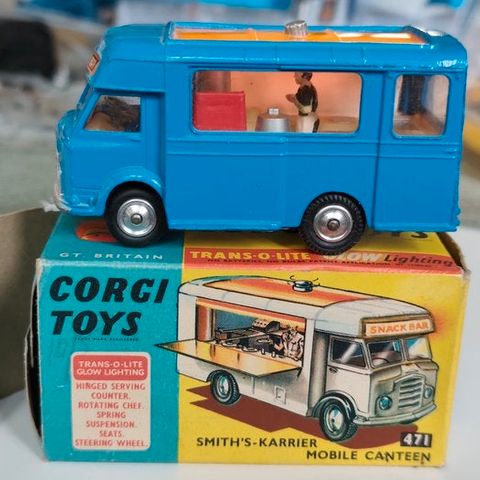 GT. BRITAIN
TRANS-O-LITE GLOW Lighting
CORGI
TOYS
TRANS-O-LITE
GLOW LIGHTING
HINGED SERVING
COUNTER.
ROTATING CHEF.
SPRING
SUSPENSION.
SEATS.
STEERING WHEEL.
SNACK BAR
SMITH'S-KARRIER
MOBILE CANTEEN
471